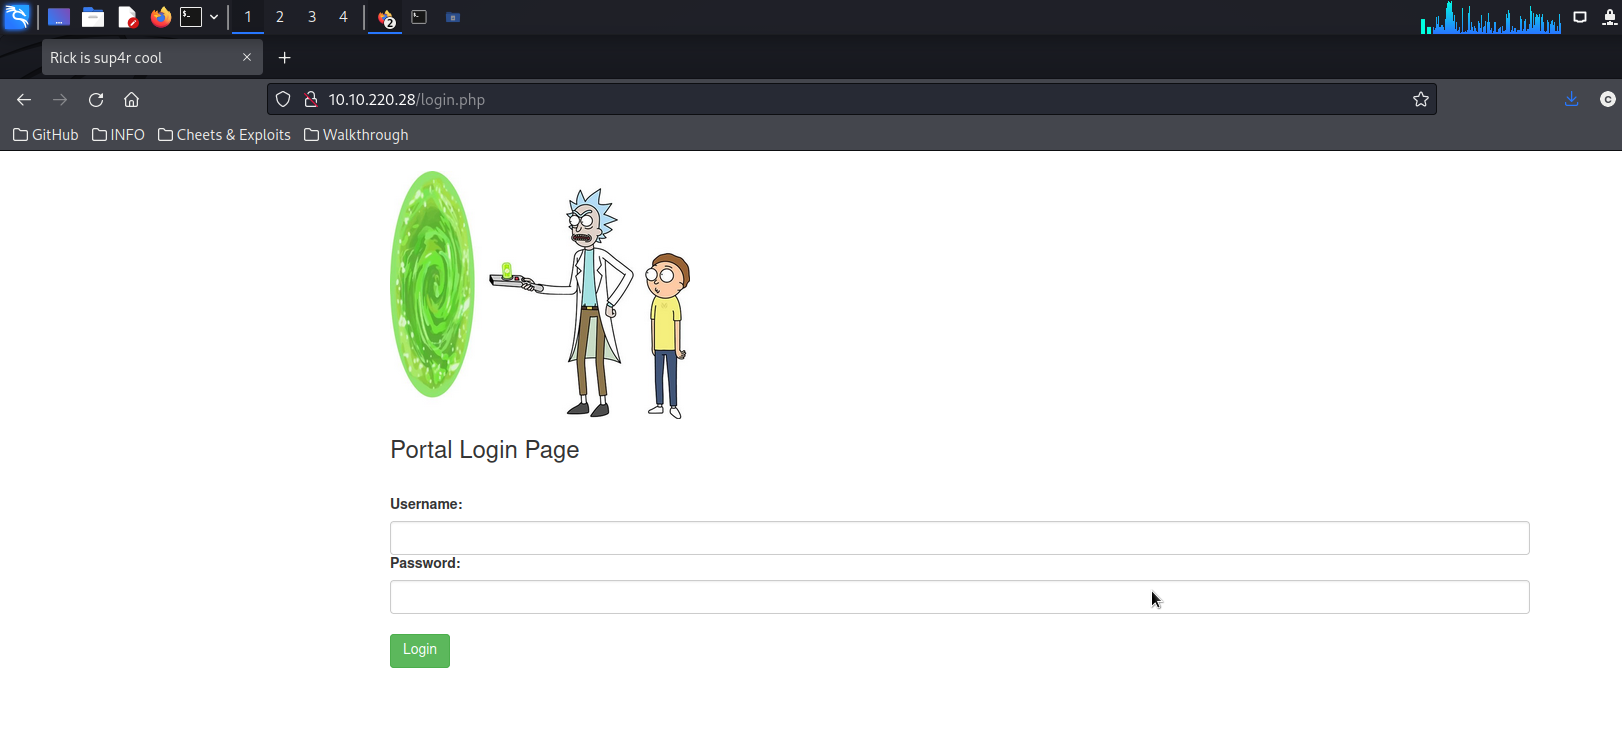 1 2 3 4 2
Rick is sup4r cool
10.10.220.28/login.php
C
GitHub INFO Cheets & Exploits Walkthrough
Portal Login Page
Username:
Password:
Login